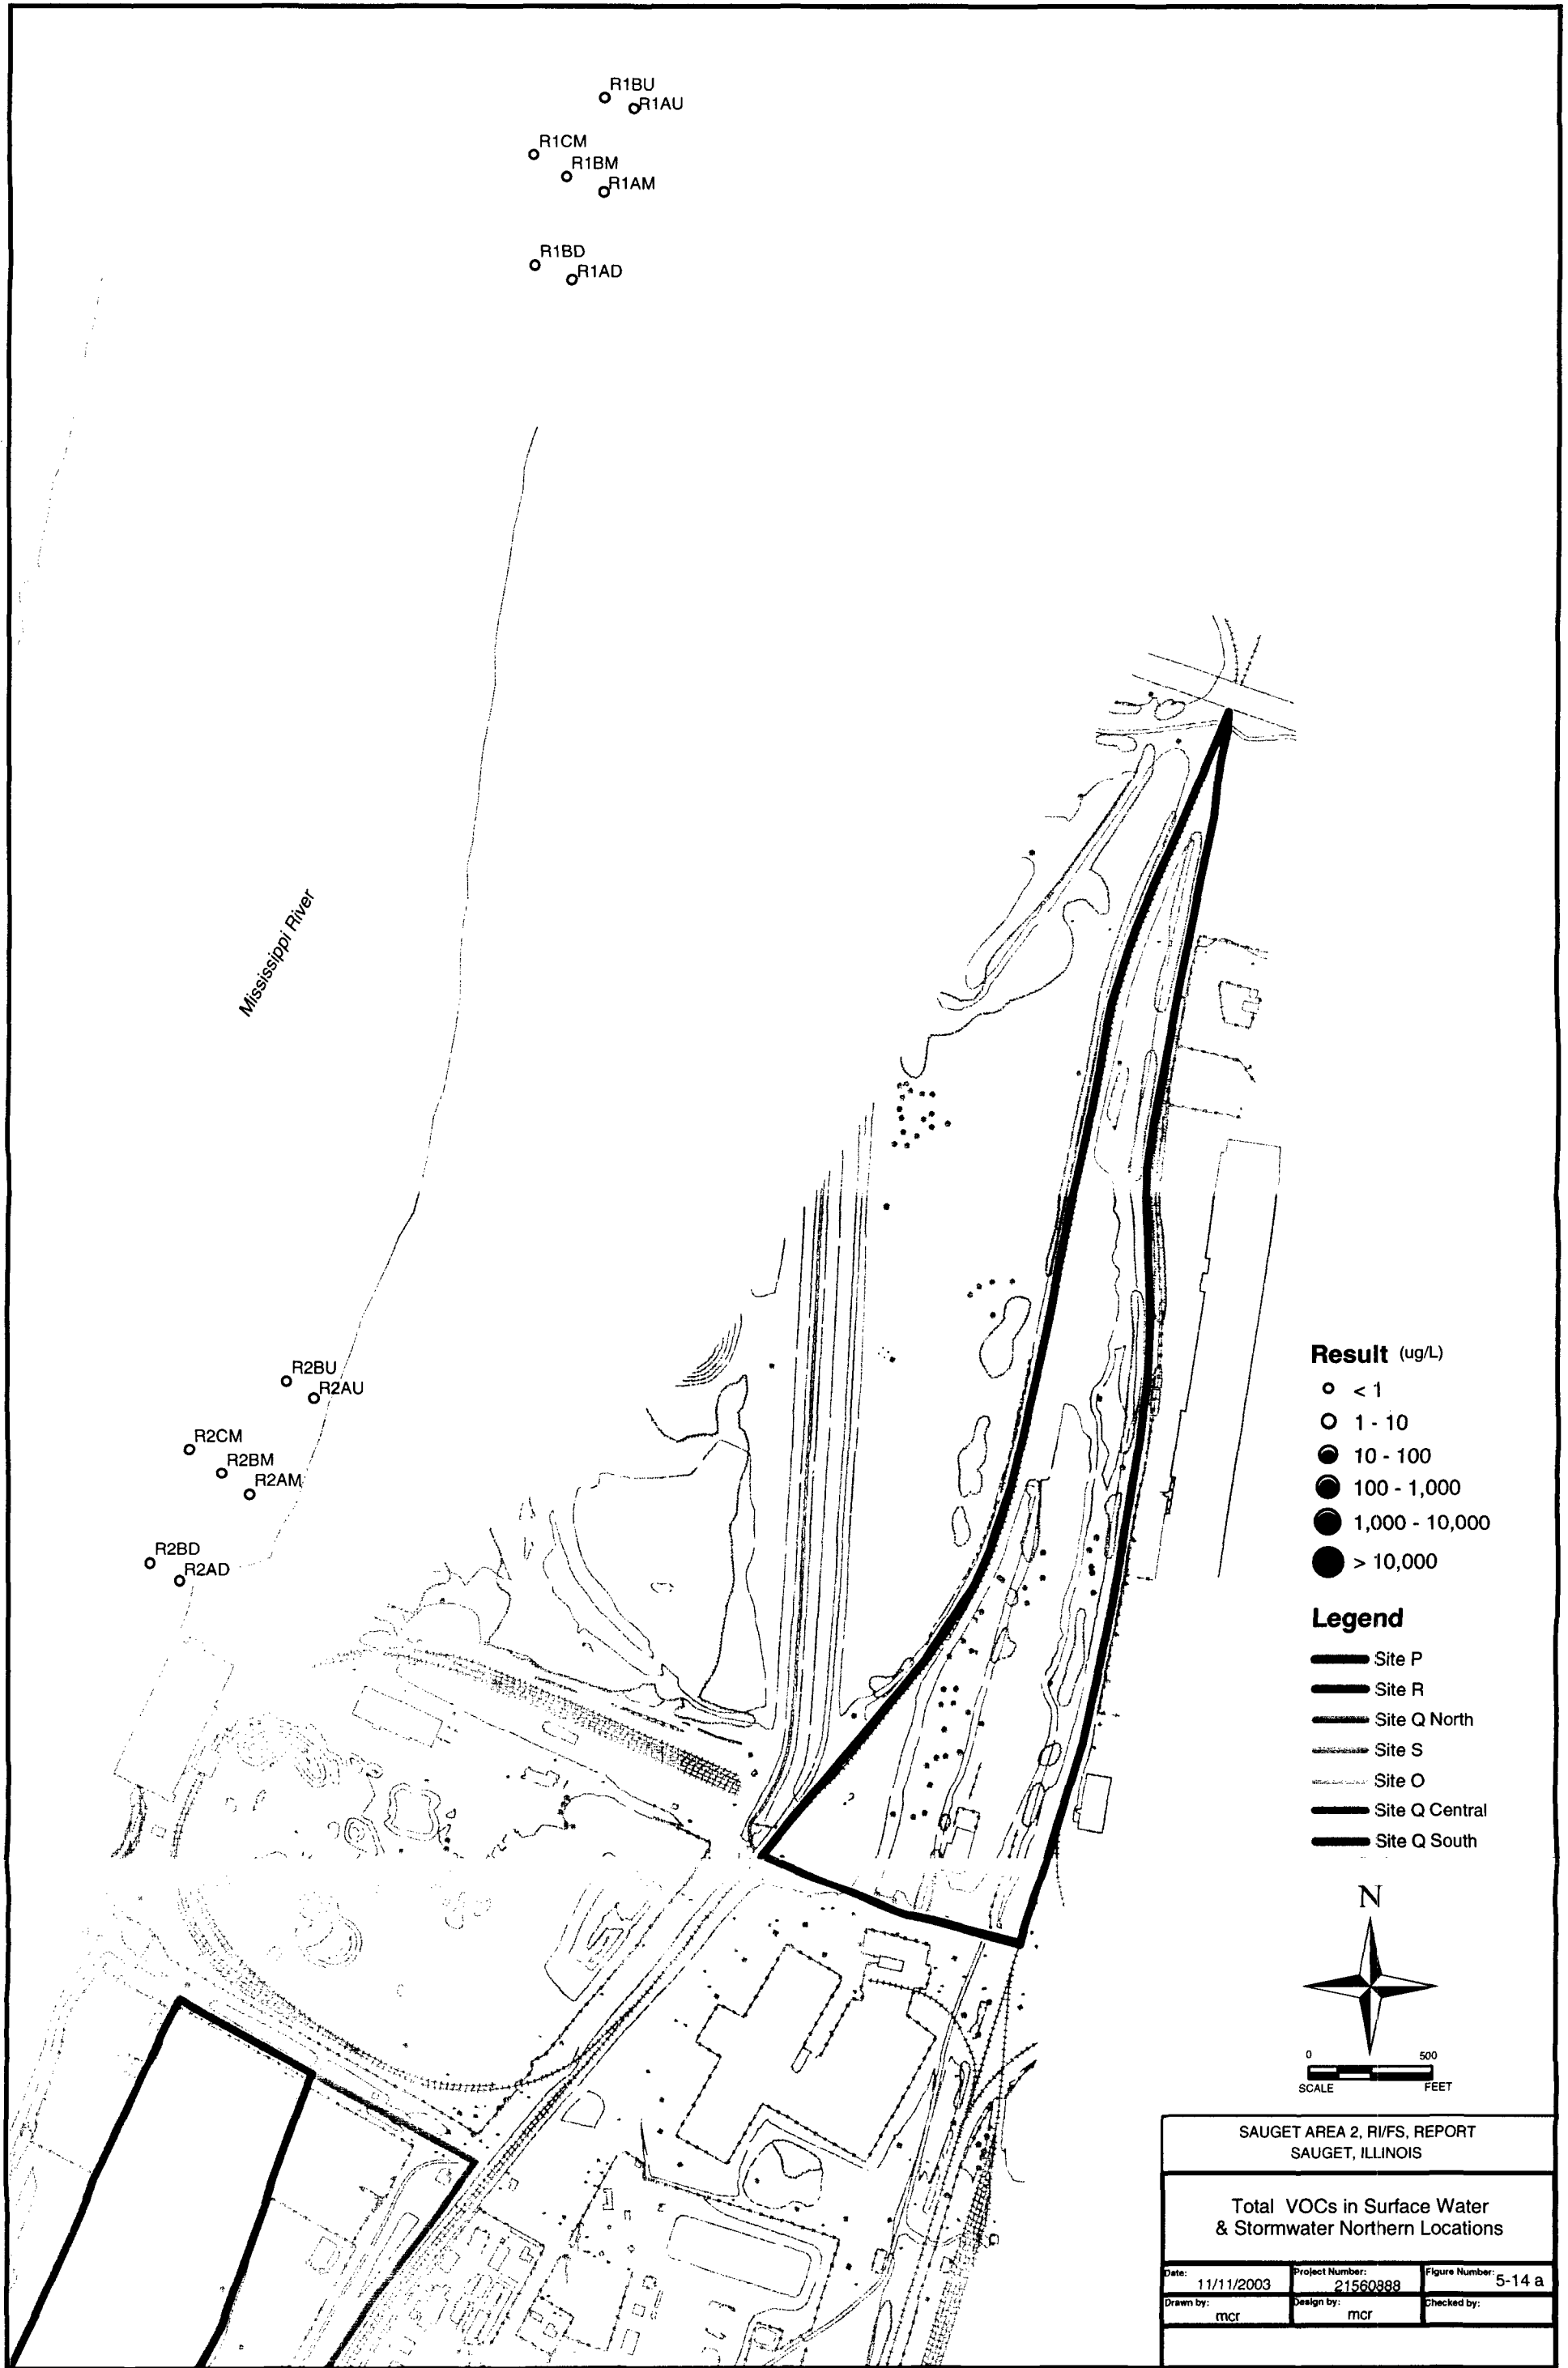 R1BU
R1AU
R1CM
R1BM
R1AM
R1BD
R1AD
Mississippi River
R2BU
R2AU
R2CM
R2BM
R2AM
R2BD
R2AD
Result (ug/L)
< 1
1 - 10
10 - 100
100 - 1,000
1,000 - 10,000
> 10,000
Legend
Site P
Site R
Site Q North
Site S
Site O
Site Q Central
Site Q South
N
0 500
SCALE FEET
SAUGET AREA 2, RI/FS, REPORT
SAUGET, ILLINOIS
Total VOCs in Surface Water
& Stormwater Northern Locations
Date: 11/11/2003
Project Number: 21560888
Figure Number: 5-14 a
Drawn by: mcr
Design by: mcr
Checked by: